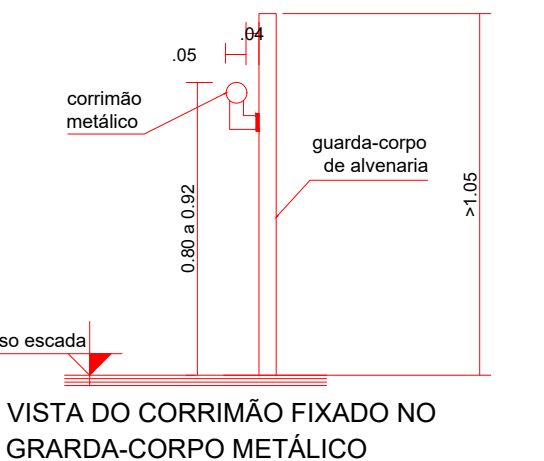 .04
.05
corrimão
metálico
guarda-corpo
de alvenaria
0.80 a 0.92
>1.05
so escada
VISTA DO CORRIMÃO FIXADO NO
GRARDA-CORPO METÁLICO